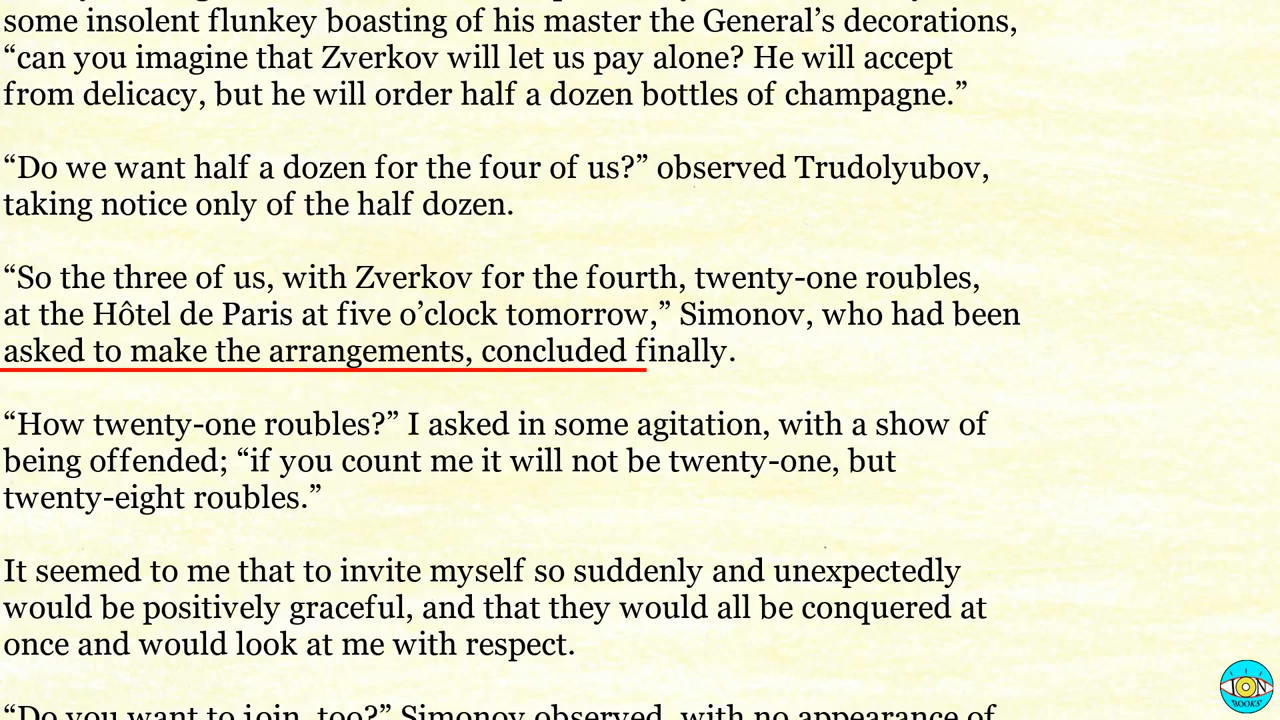 some insolent flunkey boasting of his master the General’s decorations,
“can you imagine that Zverkov will let us pay alone? He will accept
from delicacy, but he will order half a dozen bottles of champagne.”
“Do we want half a dozen for the four of us?” observed Trudolyubov,
taking notice only of the half dozen.
“So the three of us, with Zverkov for the fourth, twenty-one roubles,
at the Hôtel de Paris at five o’clock tomorrow,” Simonov, who had been
asked to make the arrangements, concluded finally.
“How twenty-one roubles?” I asked in some agitation, with a show of
being offended; “if you count me it will not be twenty-one, but
twenty-eight roubles.”
It seemed to me that to invite myself so suddenly and unexpectedly
would be positively graceful, and that they would all be conquered at
once and would look at me with respect.
“Do you want to join, too?” Simonov observed, with no appearance of
ION
BOOKS